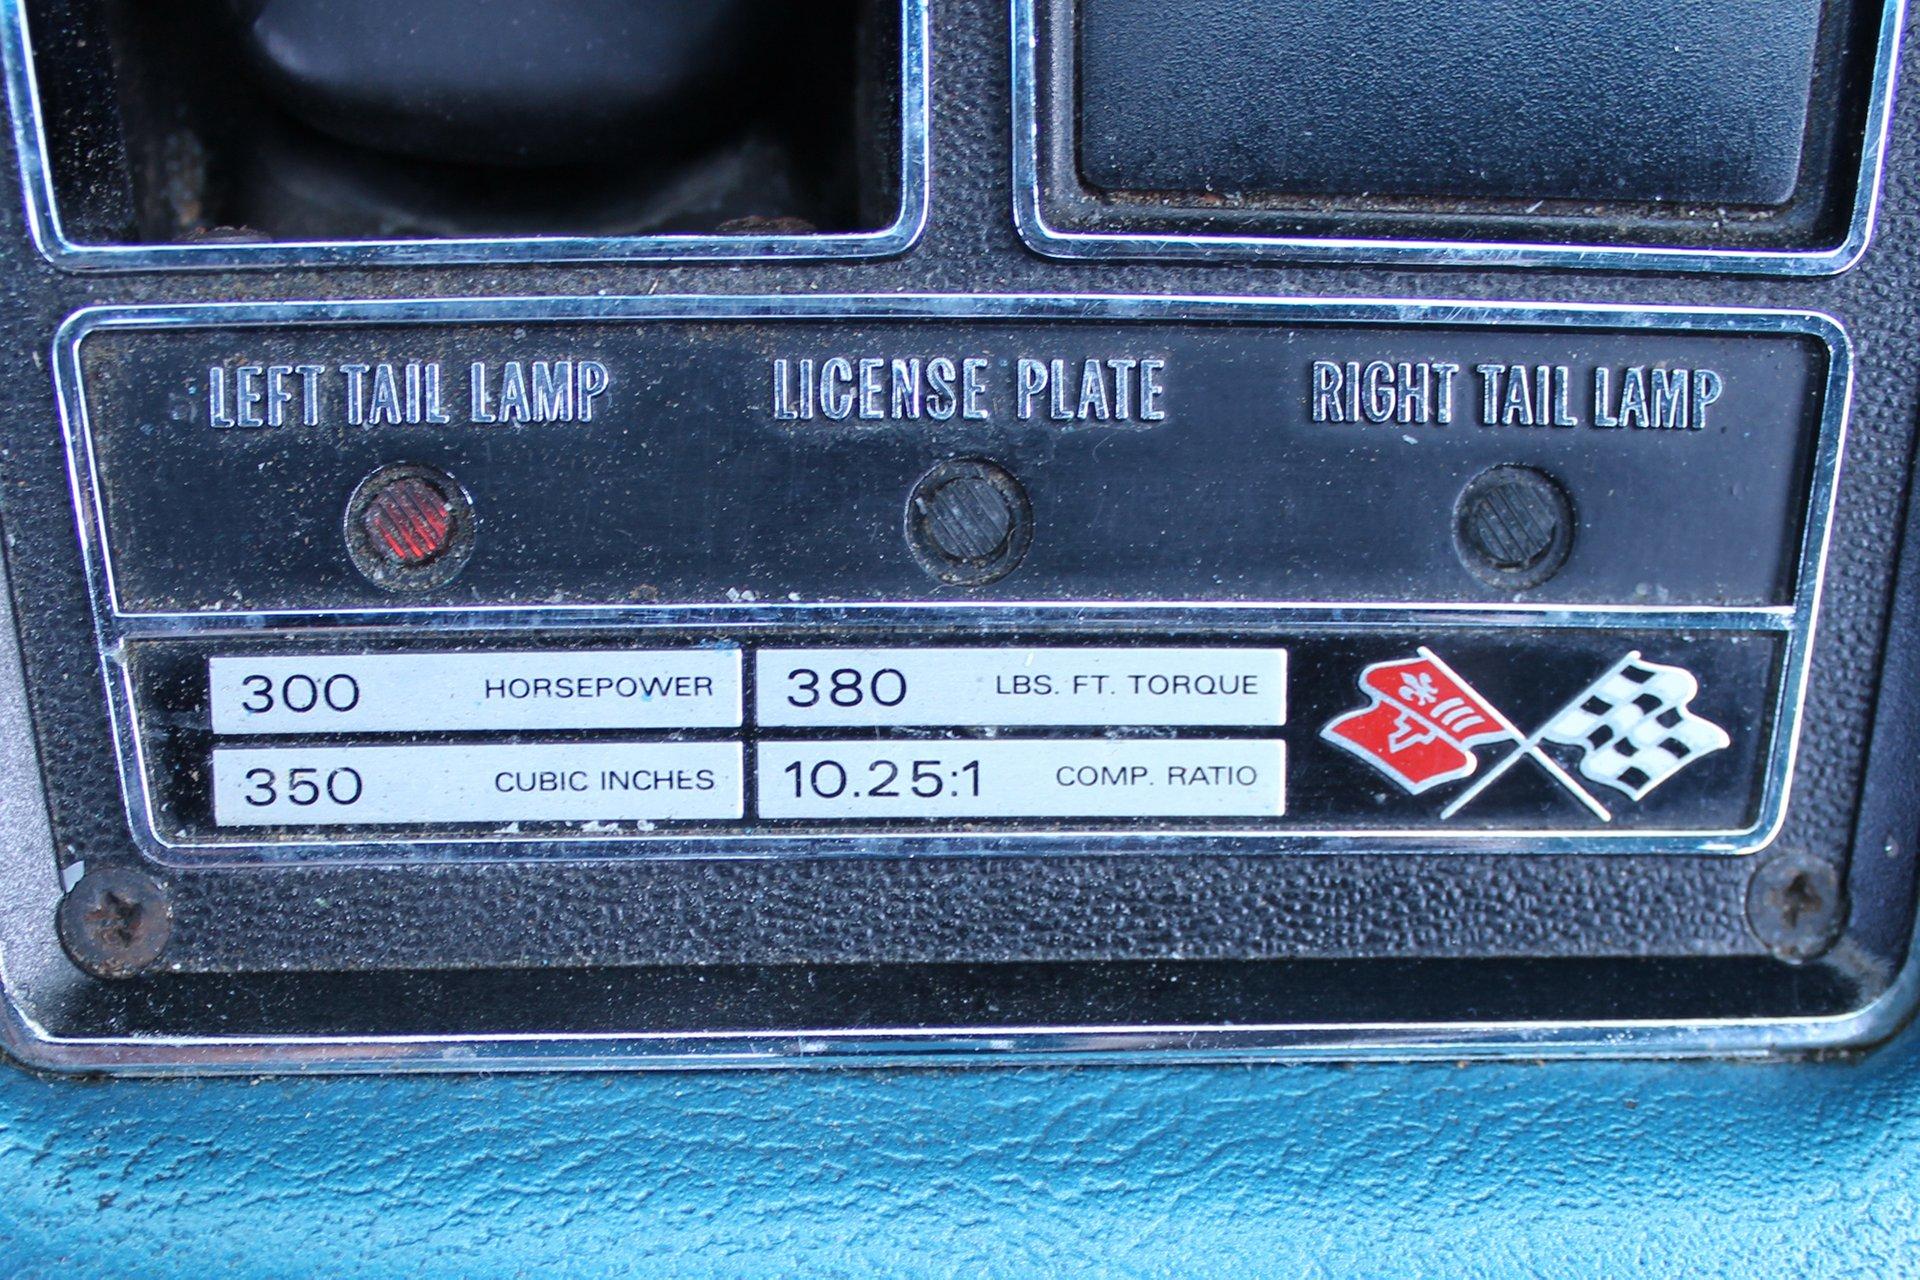 LEFT TAIL LAMP
LICENSE PLATE
RIGHT TAIL LAMP
300 HORSEPOWER
380 LBS. FT. TORQUE
350 CUBIC INCHES
10.25:1 COMP. RATIO